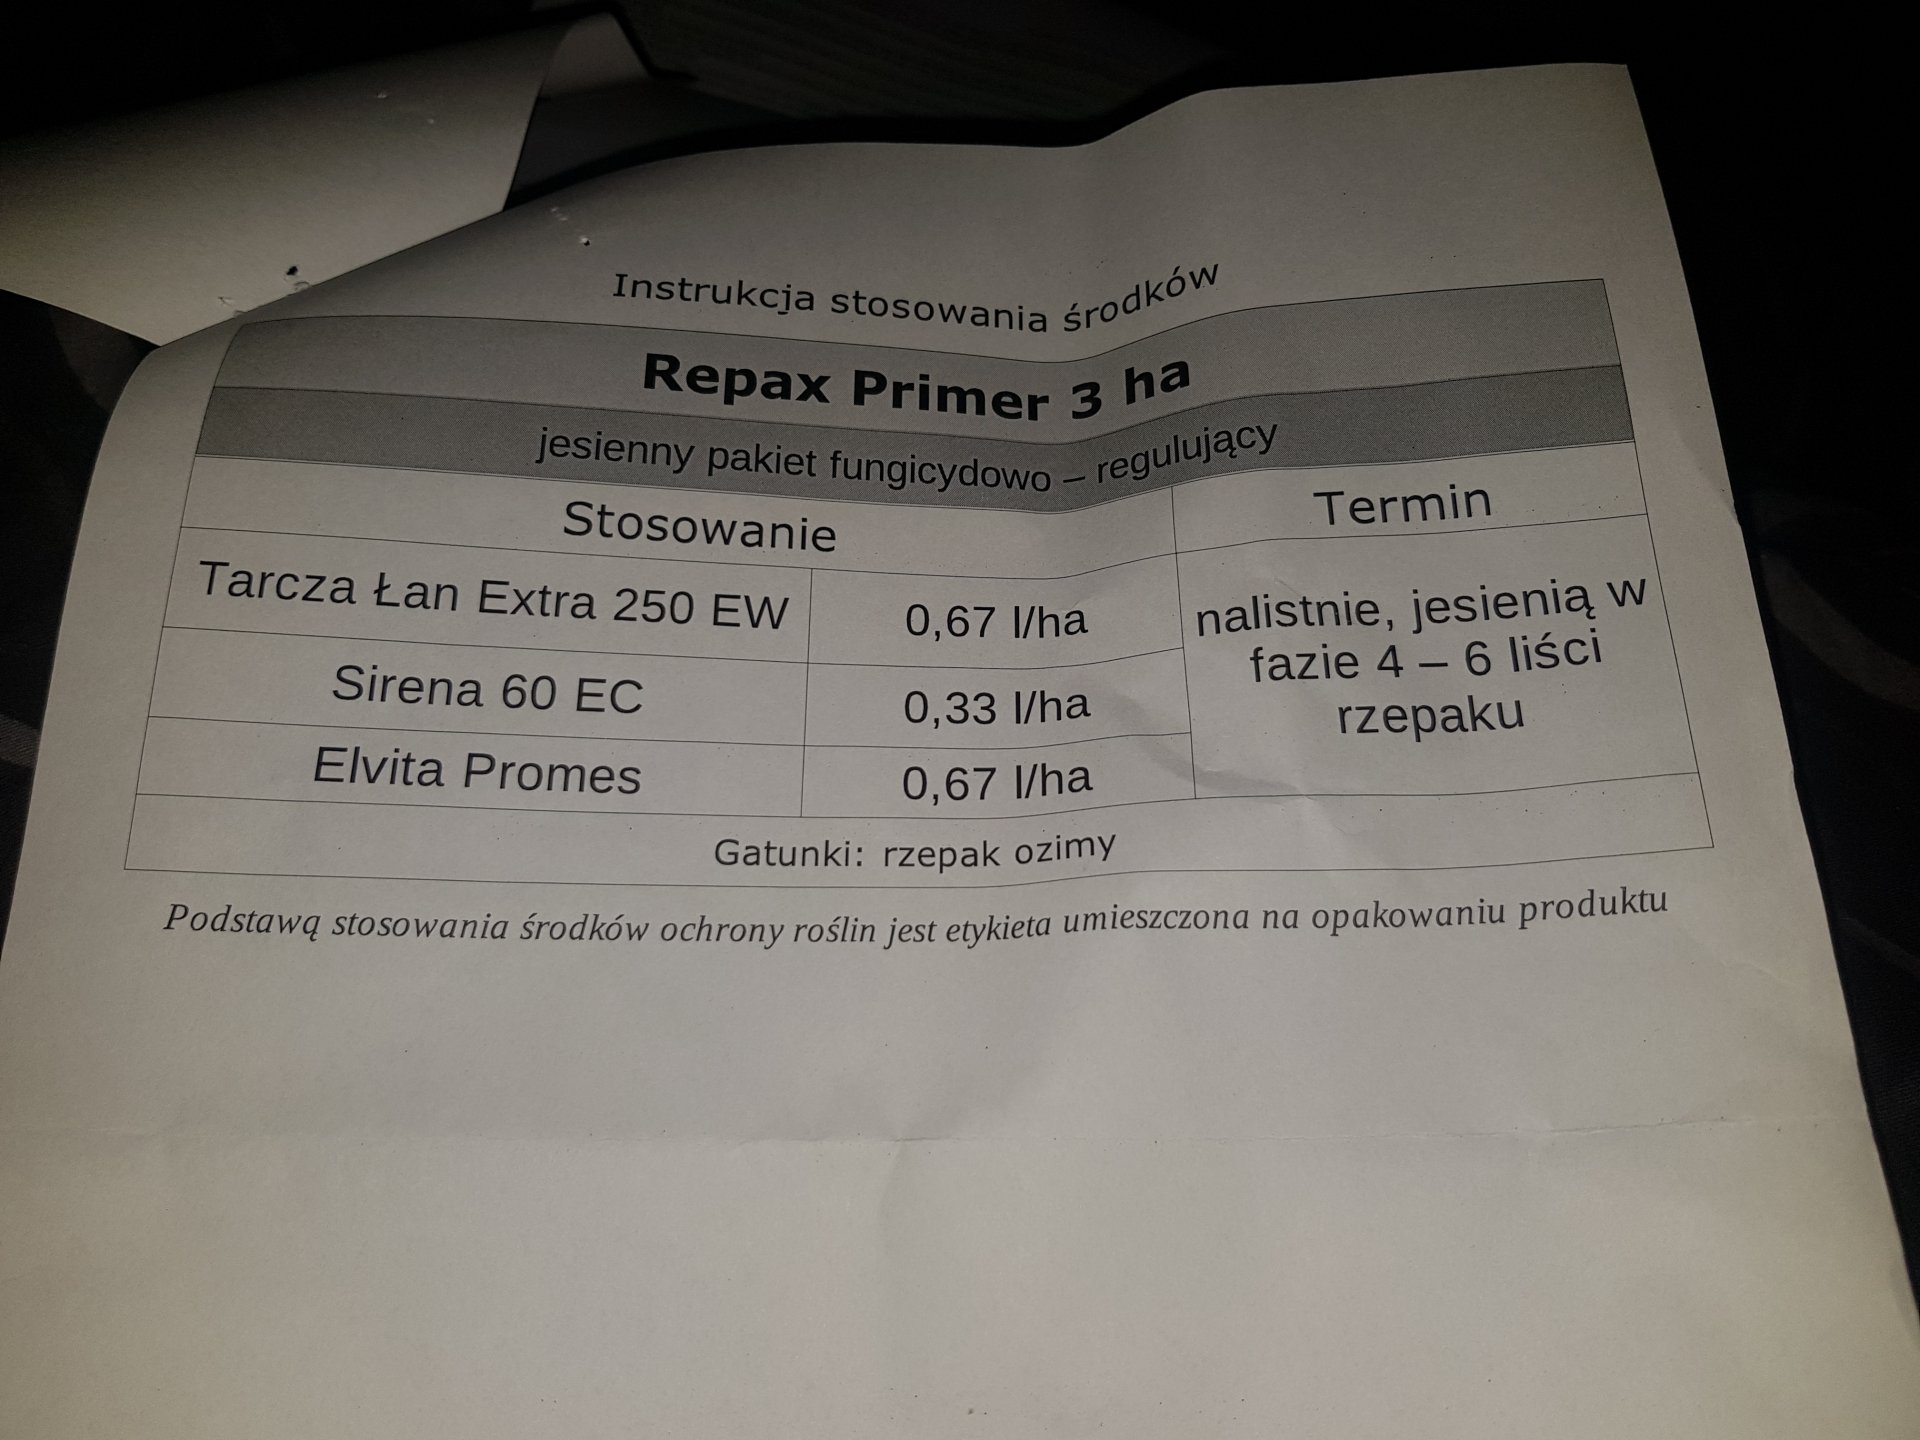 Instrukcja stosowania środków
Repax Primer 3 ha
jesienny pakiet fungicydowo – regulujący
Stosowanie
Termin
Tarcza Łan Extra 250 EW
0,67 l/ha
Sirena 60 EC
0,33 l/ha
Elvita Promes
0,67 l/ha
nalistnie, jesienią w
fazie 4 – 6 liści
rzepaku
Gatunki: rzepak ozimy
Podstawą stosowania środków ochrony roślin jest etykieta umieszczona na opakowaniu produktu